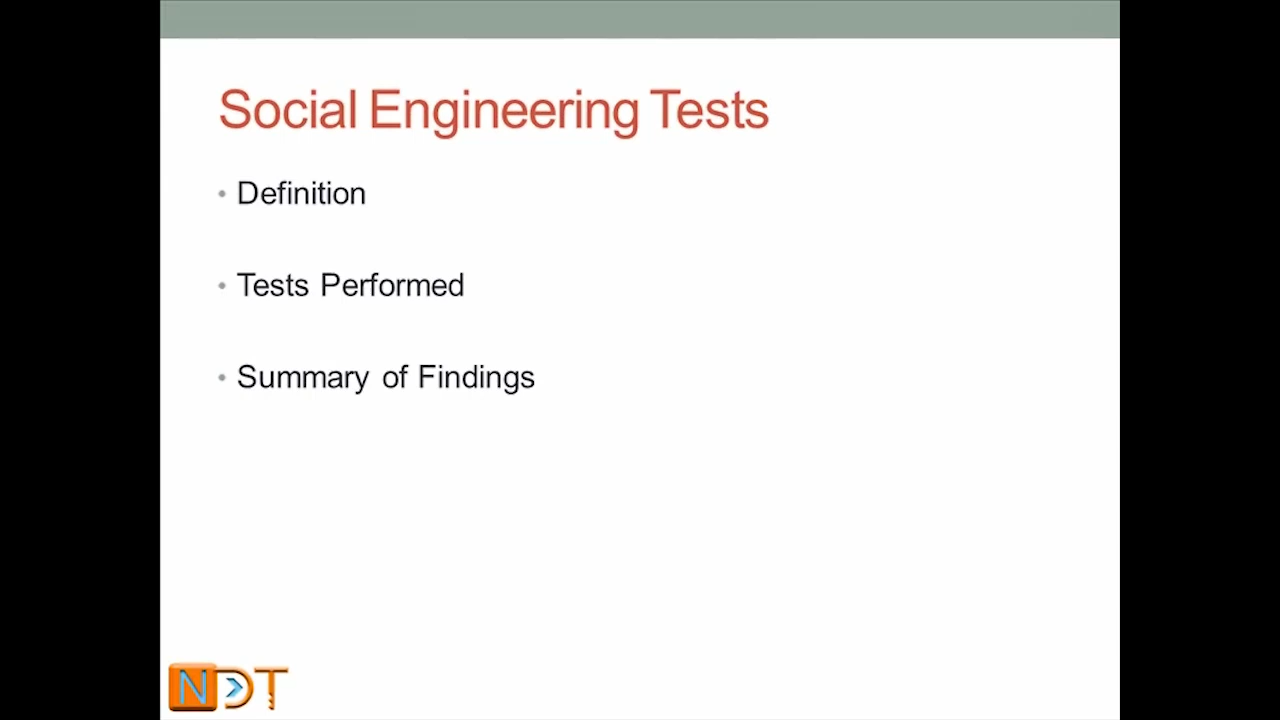 Social Engineering Tests
• Definition
• Tests Performed
• Summary of Findings
NDT